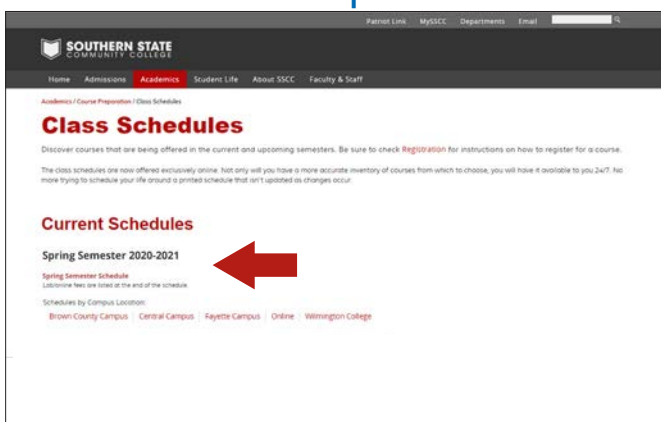 Patriot Link MySSCC Departments Email
SOUTHERN STATE
COMMUNITY COLLEGE
Home Admissions Academics Student Life About SSCC Faculty & Staff
Academics / Course Preparation / Class Schedules
Class Schedules
Discover courses that are being offered in the current and upcoming semesters. Be sure to check Registration for instructions on how to register for a course.
The class schedules are now offered exclusively online. Not only will you have a more accurate inventory of courses from which to choose, you will have it available to you 24/7. No
more trying to schedule your life around a printed schedule that isn't updated as changes occur.
Current Schedules
Spring Semester 2020-2021
Spring Semester Schedule
Lab/online fees are listed at the end of the schedule.
Schedules by Campus Location:
Brown County Campus Central Campus Fayette Campus Online Wilmington College